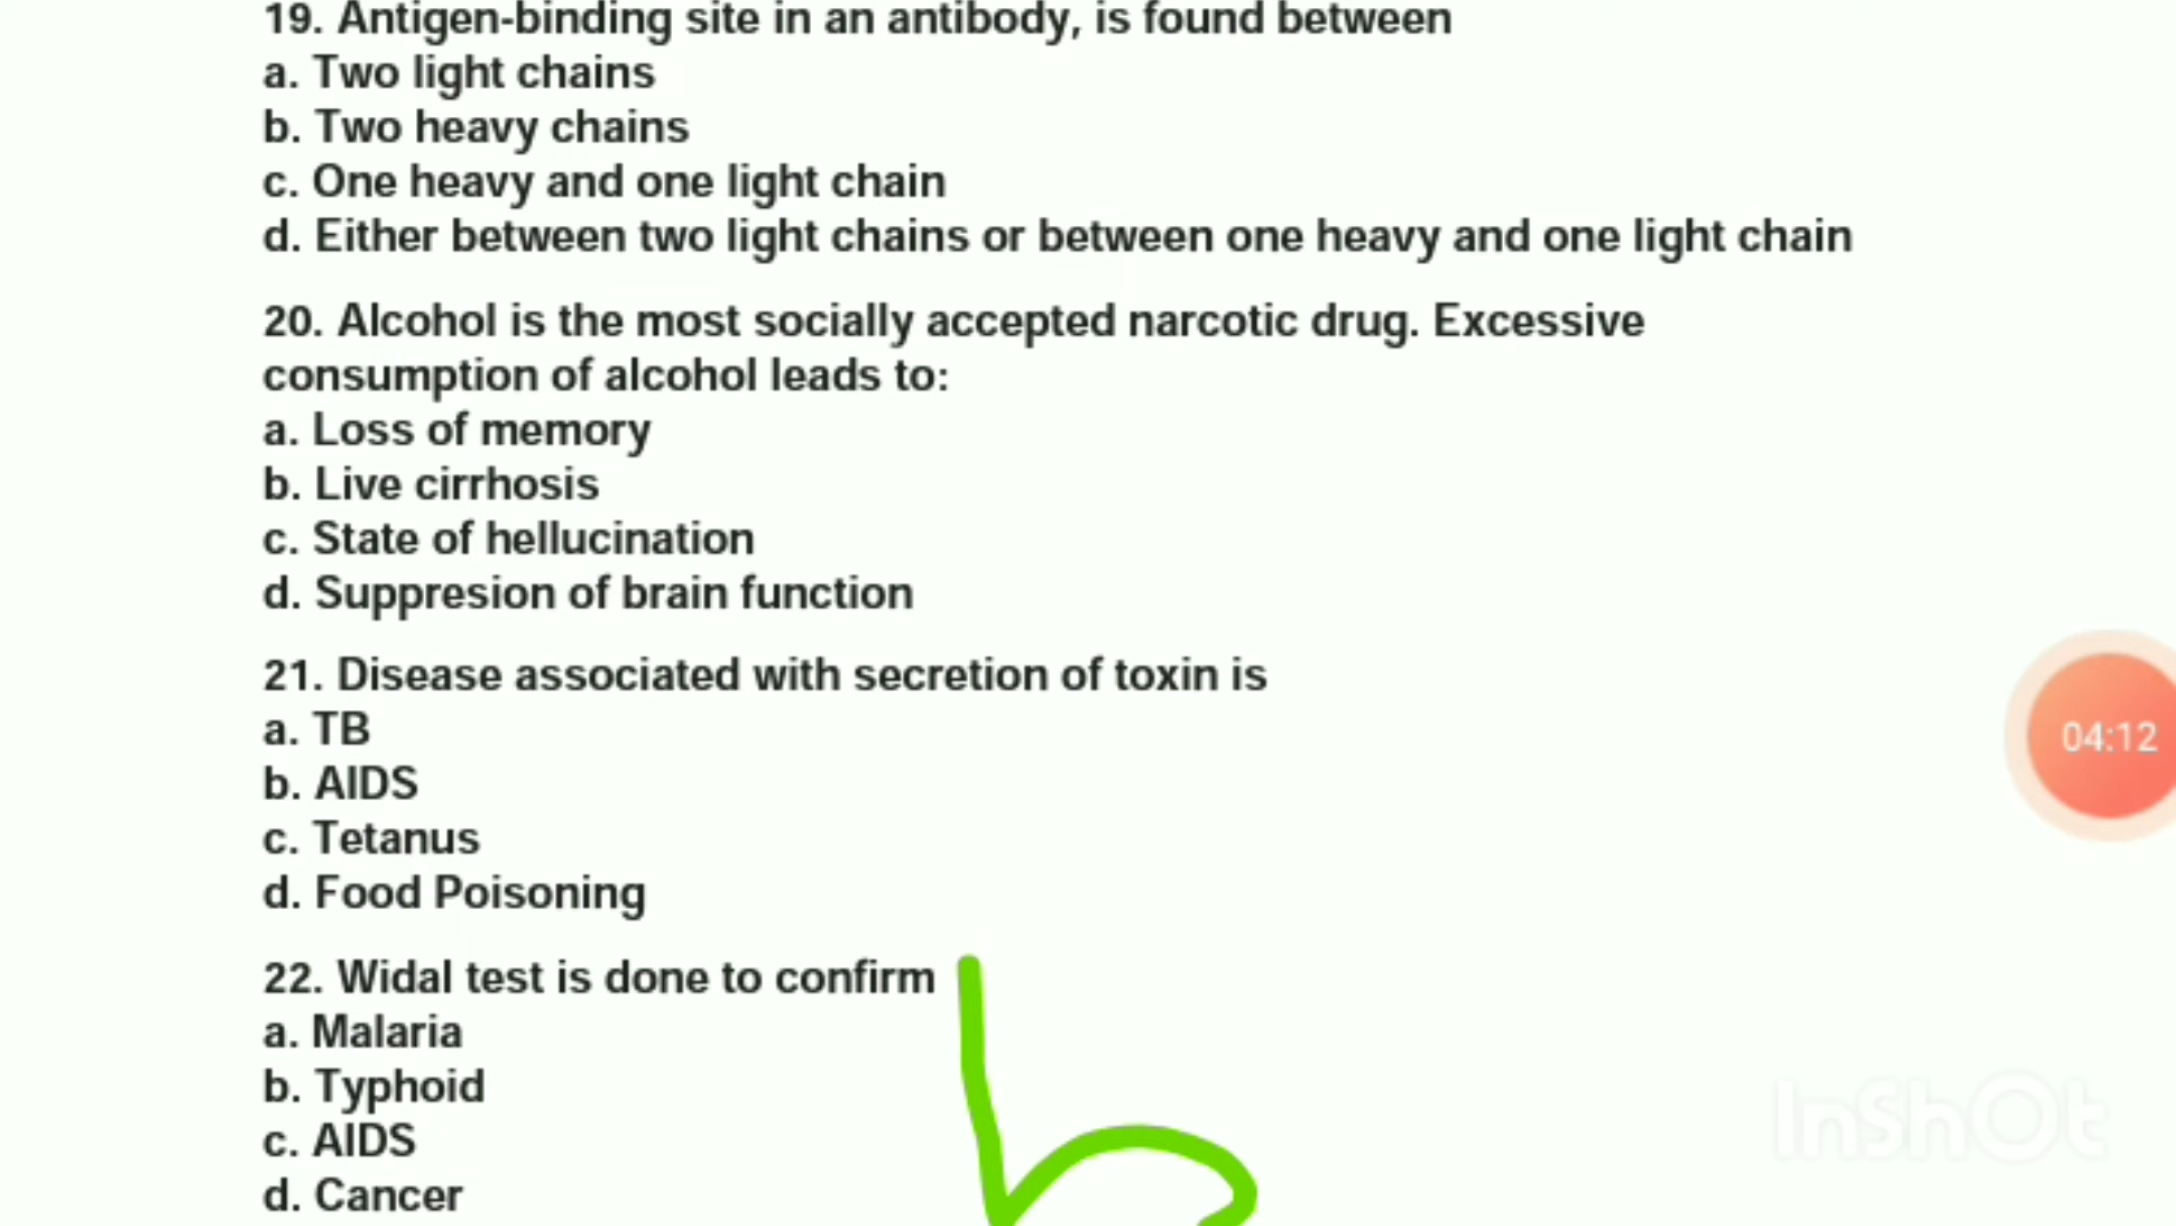 19. Antigen-binding site in an antibody, is found between
a. Two light chains
b. Two heavy chains
c. One heavy and one light chain
d. Either between two light chains or between one heavy and one light chain
20. Alcohol is the most socially accepted narcotic drug. Excessive
consumption of alcohol leads to:
a. Loss of memory
b. Live cirrhosis
c. State of hellucination
d. Suppresion of brain function
21. Disease associated with secretion of toxin is
a. TB
b. AIDS
c. Tetanus
d. Food Poisoning
04:12
22. Widal test is done to confirm
a. Malaria
b. Typhoid
c. AIDS
d. Cancer
b
InShOt